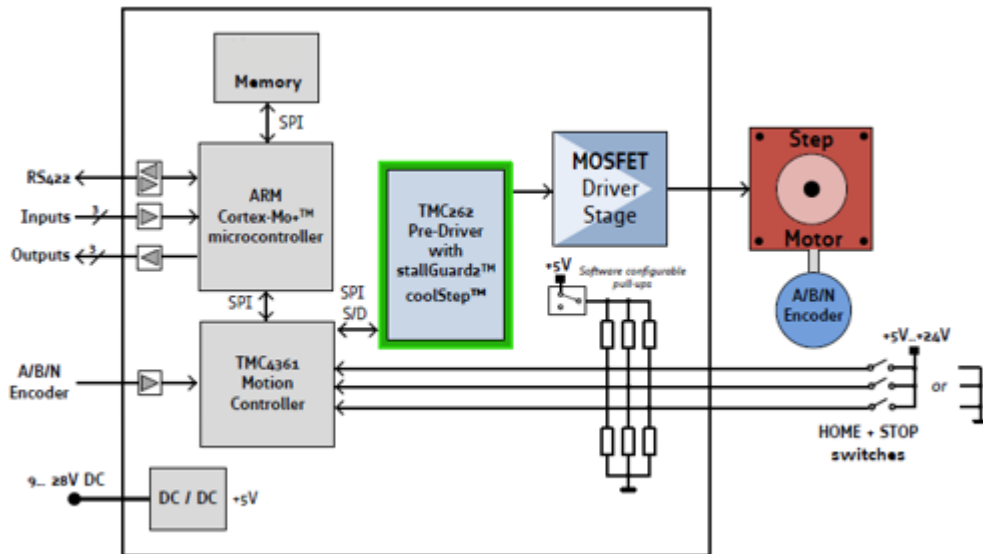 Memory
SPI
RS422
Inputs
3
Outputs
3
ARM
Cortex-M0+™
microcontroller
TMC262
Pre-Driver
with
stallGuard2™
coolStep™
MOSFET
Driver
Stage
Step
Motor
A/B/N
Encoder
+5V
Software configurable
pull-ups
SPI
SPI
S/D
TMC4361
Motion
Controller
A/B/N
Encoder
+5V...+24V
or
HOME + STOP
switches
9... 28V DC
DC / DC
+5V